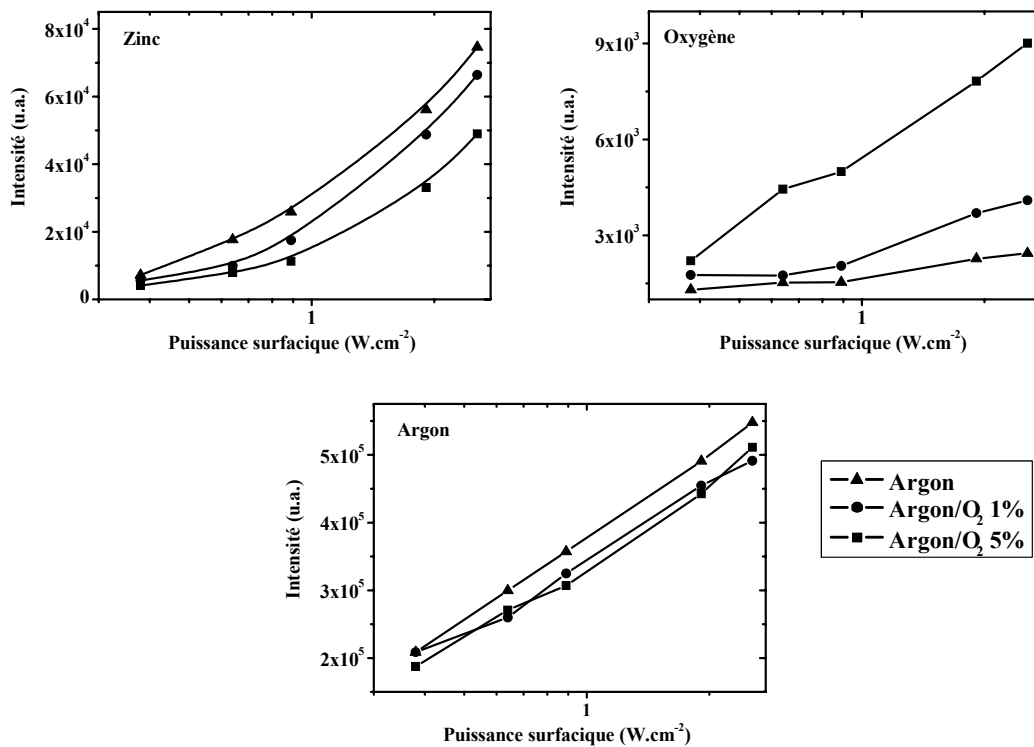 Zinc
Intensité (u.a.)
8x10⁴
6x10⁴
4x10⁴
2x10⁴
0
1
Puissance surfacique (W.cm⁻²)
Oxygène
Intensité (u.a.)
9x10³
6x10³
3x10³
1
Puissance surfacique (W.cm⁻²)
Argon
Intensité (u.a.)
5x10⁵
4x10⁵
3x10⁵
2x10⁵
1
Puissance surfacique (W.cm⁻²)
Argon
Argon/O₂ 1%
Argon/O₂ 5%